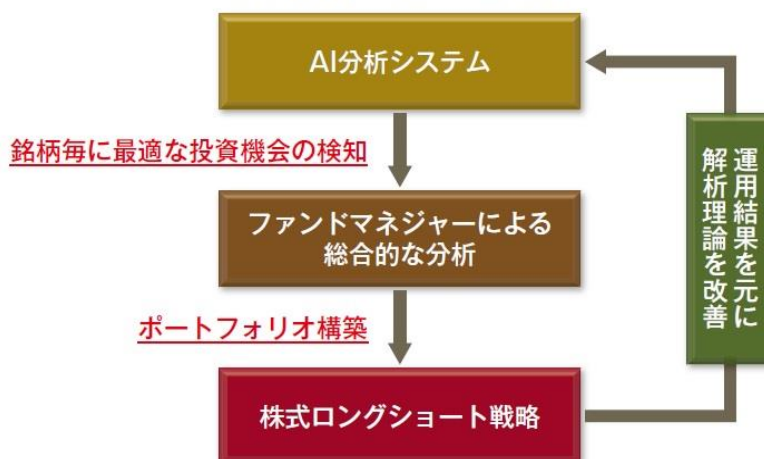 AI分析システム
銘柄毎に最適な投資機会の検知
ファンドマネジャーによる
総合的な分析
ポートフォリオ構築
株式ロングショート戦略
運用結果を元に
解析理論を改善